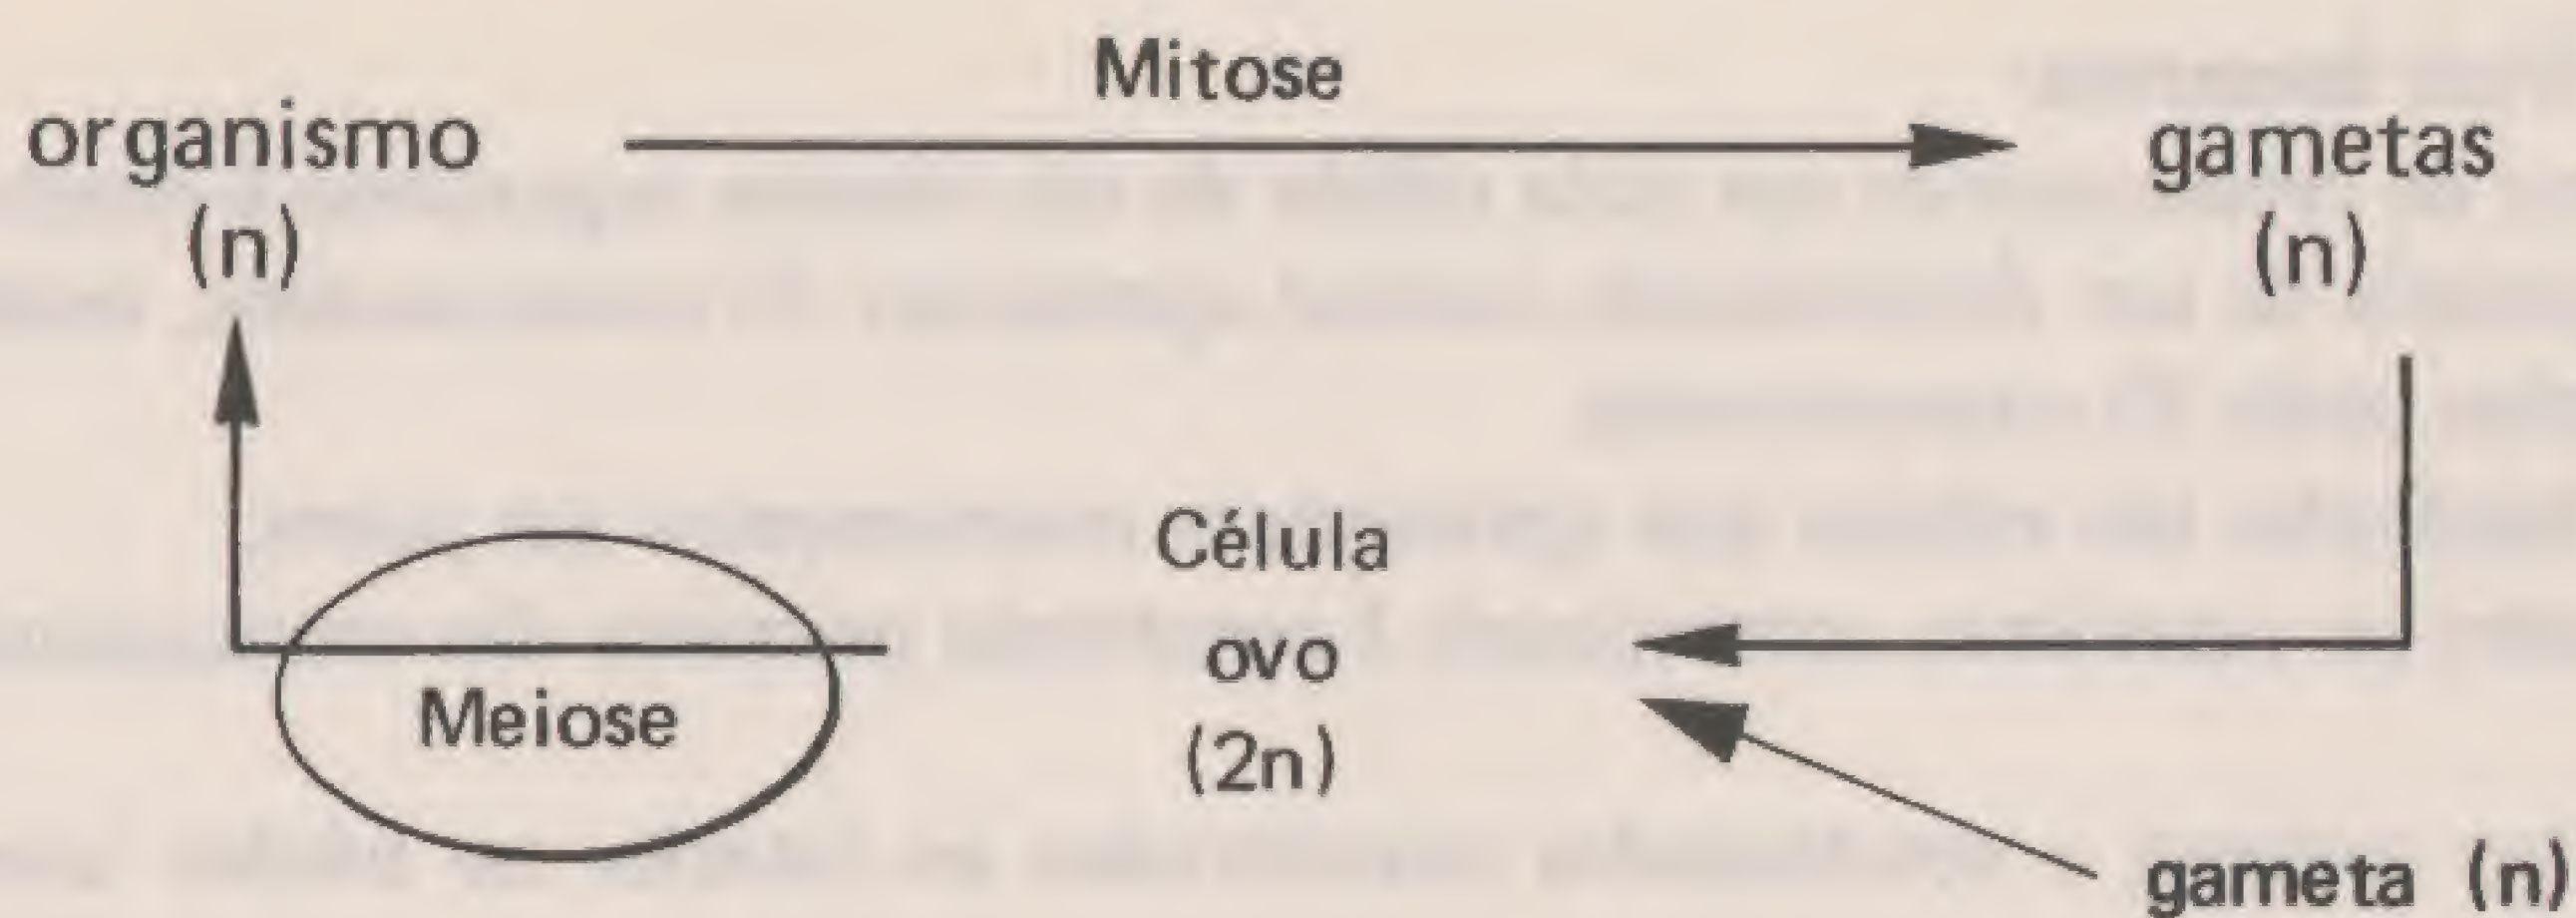 Mitose
organismo
(n)
gametas
(n)
Célula
ovo
(2n)
Meiose
gameta (n)